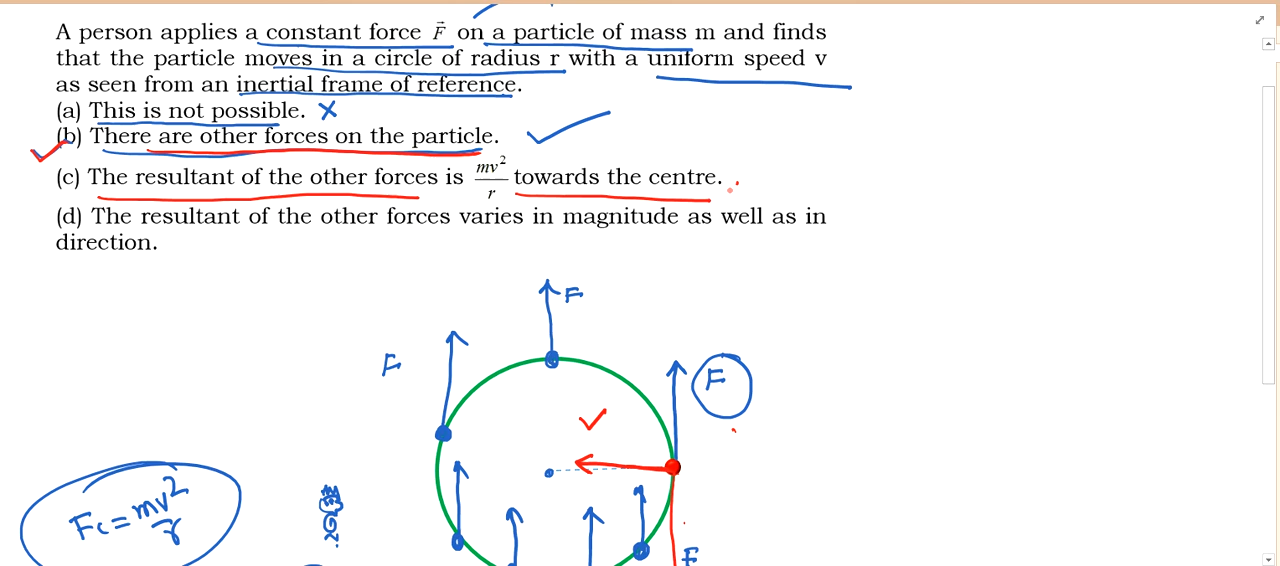 A person applies a constant force F⃗ on a particle of mass m and finds
that the particle moves in a circle of radius r with a uniform speed v
as seen from an inertial frame of reference.
(a) This is not possible.
(b) There are other forces on the particle.
(c) The resultant of the other forces is mv²/r towards the centre.
(d) The resultant of the other forces varies in magnitude as well as in
direction.
F
F
F
Fc = mv²/r
F